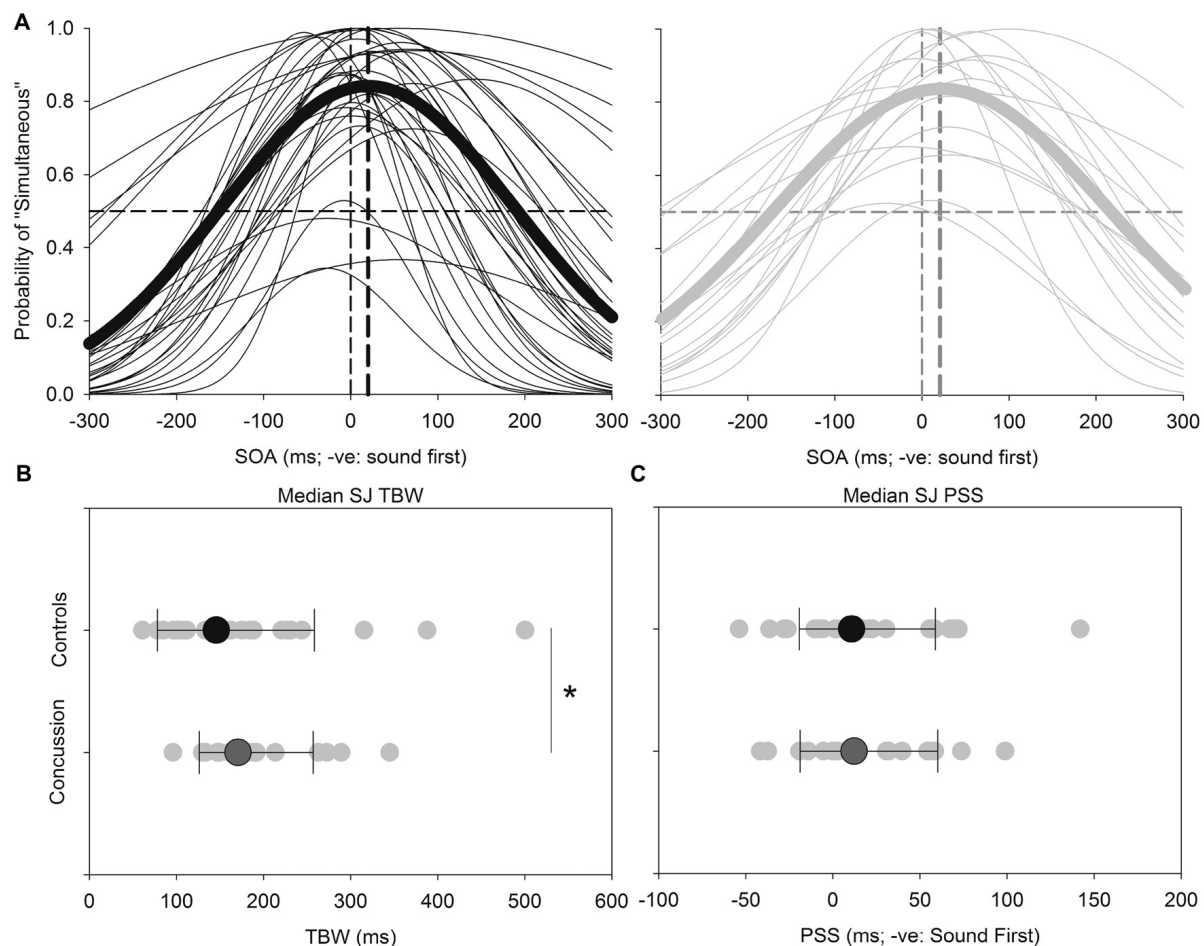 A
1.0
0.8
0.6
0.4
0.2
0.0
Probability of "Simultaneous"
-300 -200 -100 0 100 200 300
SOA (ms; -ve: sound first)
-300 -200 -100 0 100 200 300
SOA (ms; -ve: sound first)
B
Median SJ TBW
Controls
Concussion
*
0 100 200 300 400 500 600
TBW (ms)
C
Median SJ PSS
-100 -50 0 50 100 150 200
PSS (ms; -ve: Sound First)